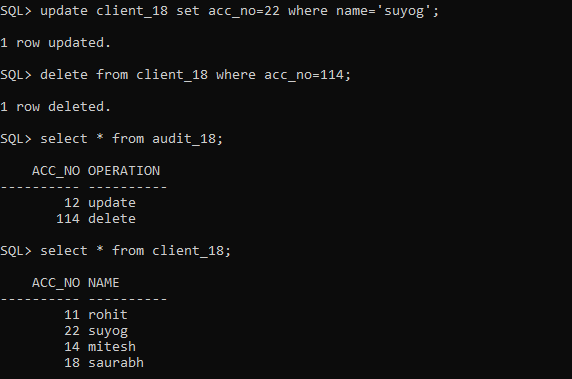 SQL> update client_18 set acc_no=22 where name='suyog';
1 row updated.
SQL> delete from client_18 where acc_no=114;
1 row deleted.
SQL> select * from audit_18;
    ACC_NO OPERATION
---------- ----------
        12 update
       114 delete
SQL> select * from client_18;
    ACC_NO NAME
---------- ----------
        11 rohit
        22 suyog
        14 mitesh
        18 saurabh